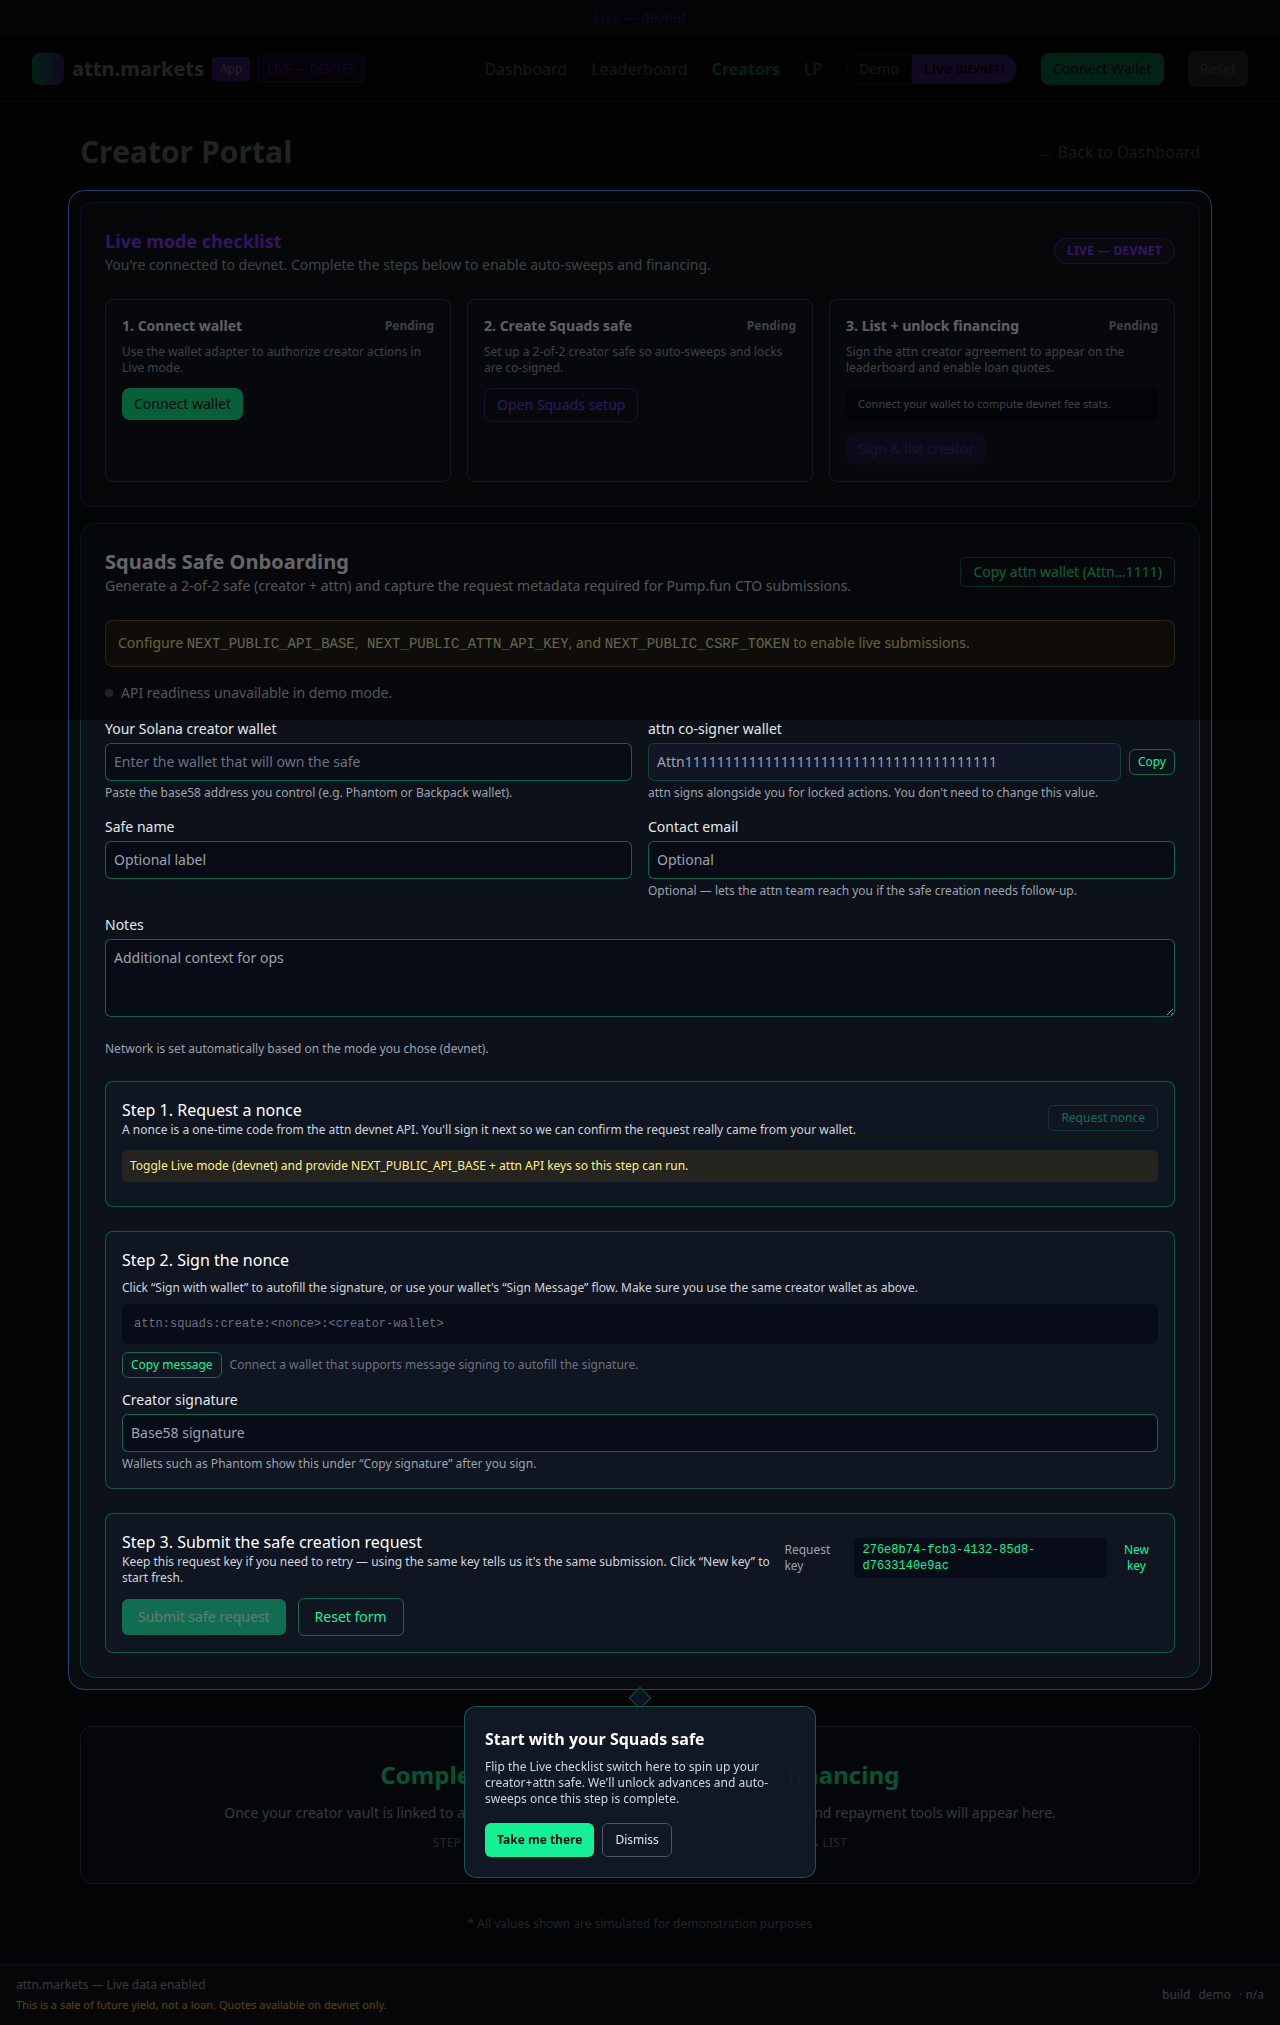 Live — devnet
attn.markets App LIVE — DEVNET Dashboard Leaderboard Creators LP Demo Live (DEVNET) Connect Wallet Reset
Creator Portal
← Back to Dashboard
Live mode checklist
You're connected to devnet. Complete the steps below to enable auto-sweeps and financing.
LIVE — DEVNET
1. Connect wallet Pending
Use the wallet adapter to authorize creator actions in
Live mode.
Connect wallet
2. Create Squads safe Pending
Set up a 2-of-2 creator safe so auto-sweeps and locks
are co-signed.
Open Squads setup
3. List + unlock financing Pending
Sign the attn creator agreement to appear on the
leaderboard and enable loan quotes.
Connect your wallet to compute devnet fee stats.
Sign & list creator
Squads Safe Onboarding
Generate a 2-of-2 safe (creator + attn) and capture the request metadata required for Pump.fun CTO submissions.
Copy attn wallet (Attn…1111)
Configure NEXT_PUBLIC_API_BASE, NEXT_PUBLIC_ATTN_API_KEY, and NEXT_PUBLIC_CSRF_TOKEN to enable live submissions.
API readiness unavailable in demo mode.
Your Solana creator wallet
Enter the wallet that will own the safe
Paste the base58 address you control (e.g. Phantom or Backpack wallet).
attn co-signer wallet
Copy
attn signs alongside you for locked actions. You don't need to change this value.
Safe name
Optional label
Contact email
Optional
Optional — lets the attn team reach you if the safe creation needs follow-up.
Notes
Additional context for ops
Network is set automatically based on the mode you chose (devnet).
Step 1. Request a nonce
A nonce is a one-time code from the attn devnet API. You'll sign it next so we can confirm the request really came from your wallet.
Request nonce
Toggle Live mode (devnet) and provide NEXT_PUBLIC_API_BASE + attn API keys so this step can run.
Step 2. Sign the nonce
Click “Sign with wallet” to autofill the signature, or use your wallet's “Sign Message” flow. Make sure you use the same creator wallet as above.
attn:squads:create:<nonce>:<creator-wallet>
Copy message Connect a wallet that supports message signing to autofill the signature.
Creator signature
Base58 signature
Wallets such as Phantom show this under “Copy signature” after you sign.
Step 3. Submit the safe creation request
Keep this request key if you need to retry — using the same key tells us it's the same submission. Click “New key” to
start fresh.
Request
key
276e8b74-fcb3-4132-85d8-
d7633140e9ac
New
key
Submit safe request Reset form
Start with your Squads safe
Flip the Live checklist switch here to spin up your
creator+attn safe. We'll unlock advances and auto-
sweeps once this step is complete.
Take me there Dismiss
Once your creator vault is linked to a
nd repayment tools will appear here.
STEP
LIST
* All values shown are simulated for demonstration purposes
attn.markets — Live data enabled
This is a sale of future yield, not a loan. Quotes available on devnet only.
build demo · n/a